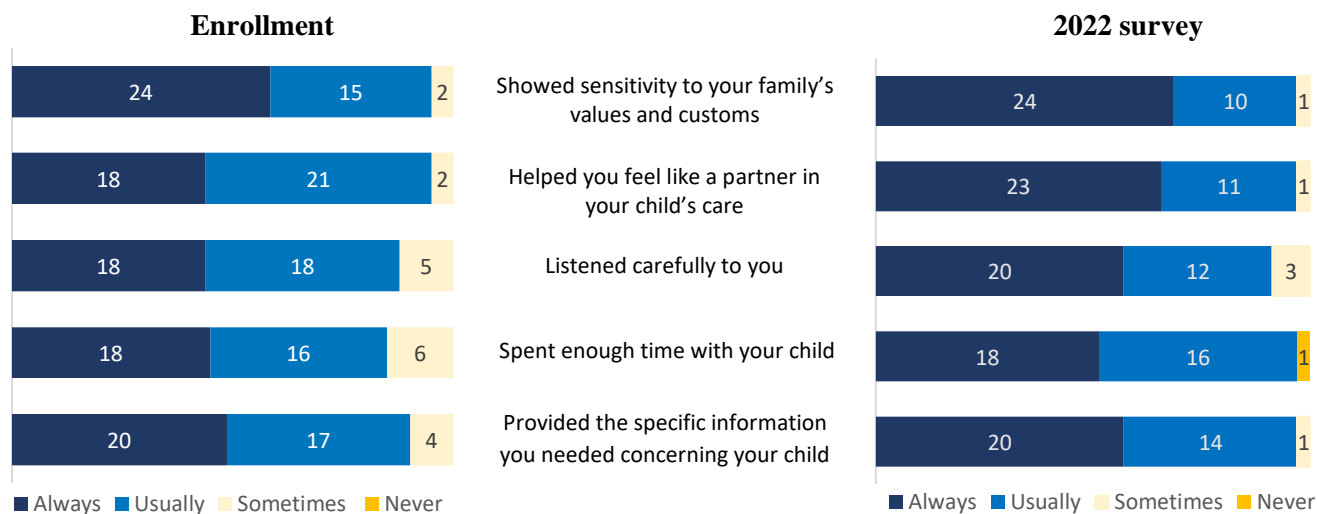 Enrollment
2022 survey
24 15 2
Showed sensitivity to your family’s
values and customs
24 10 1
18 21 2
Helped you feel like a partner in
your child’s care
23 11 1
18 18 5
Listened carefully to you
20 12 3
18 16 6
Spent enough time with your child
18 16 1
20 17 4
Provided the specific information
you needed concerning your child
20 14 1
Always Usually Sometimes Never
Always Usually Sometimes Never